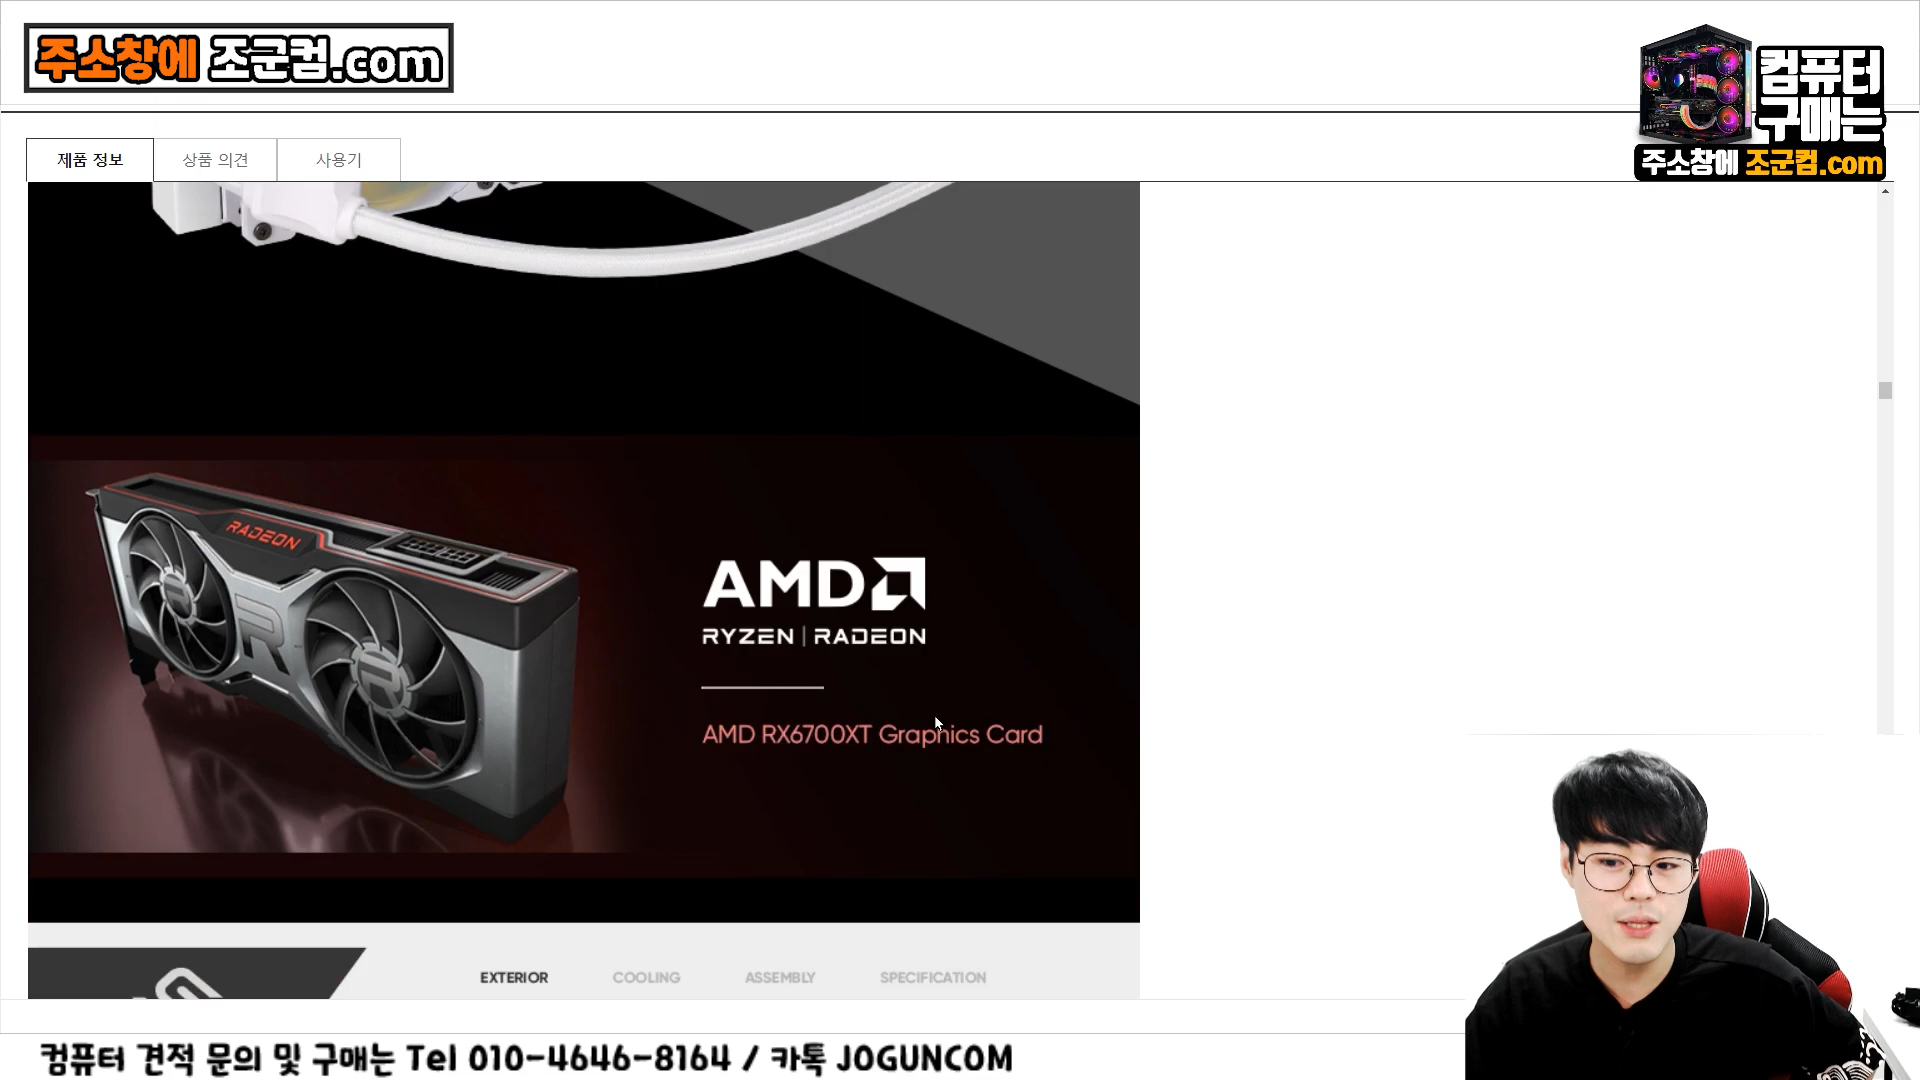 주소창에 조군컴.com
컴퓨터
구매는
주소창에 조군컴.com
제품 정보
상품 의견
사용기
RADEON
R
AMD
RYZEN | RADEON
AMD RX6700XT Graphics Card
EXTERIOR
COOLING
ASSEMBLY
SPECIFICATION
컴퓨터 견적 문의 및 구매는 Tel 010-4646-8164 / 카톡 JOGUNCOM